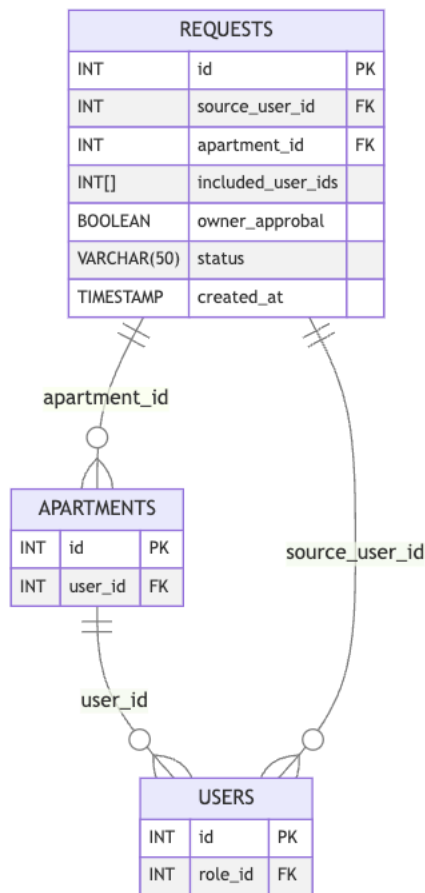 REQUESTS
INT id PK
INT source_user_id FK
INT apartment_id FK
INT[] included_user_ids
BOOLEAN owner_approbal
VARCHAR(50) status
TIMESTAMP created_at
apartment_id
APARTMENTS
INT id PK
INT user_id FK
source_user_id
user_id
USERS
INT id PK
INT role_id FK